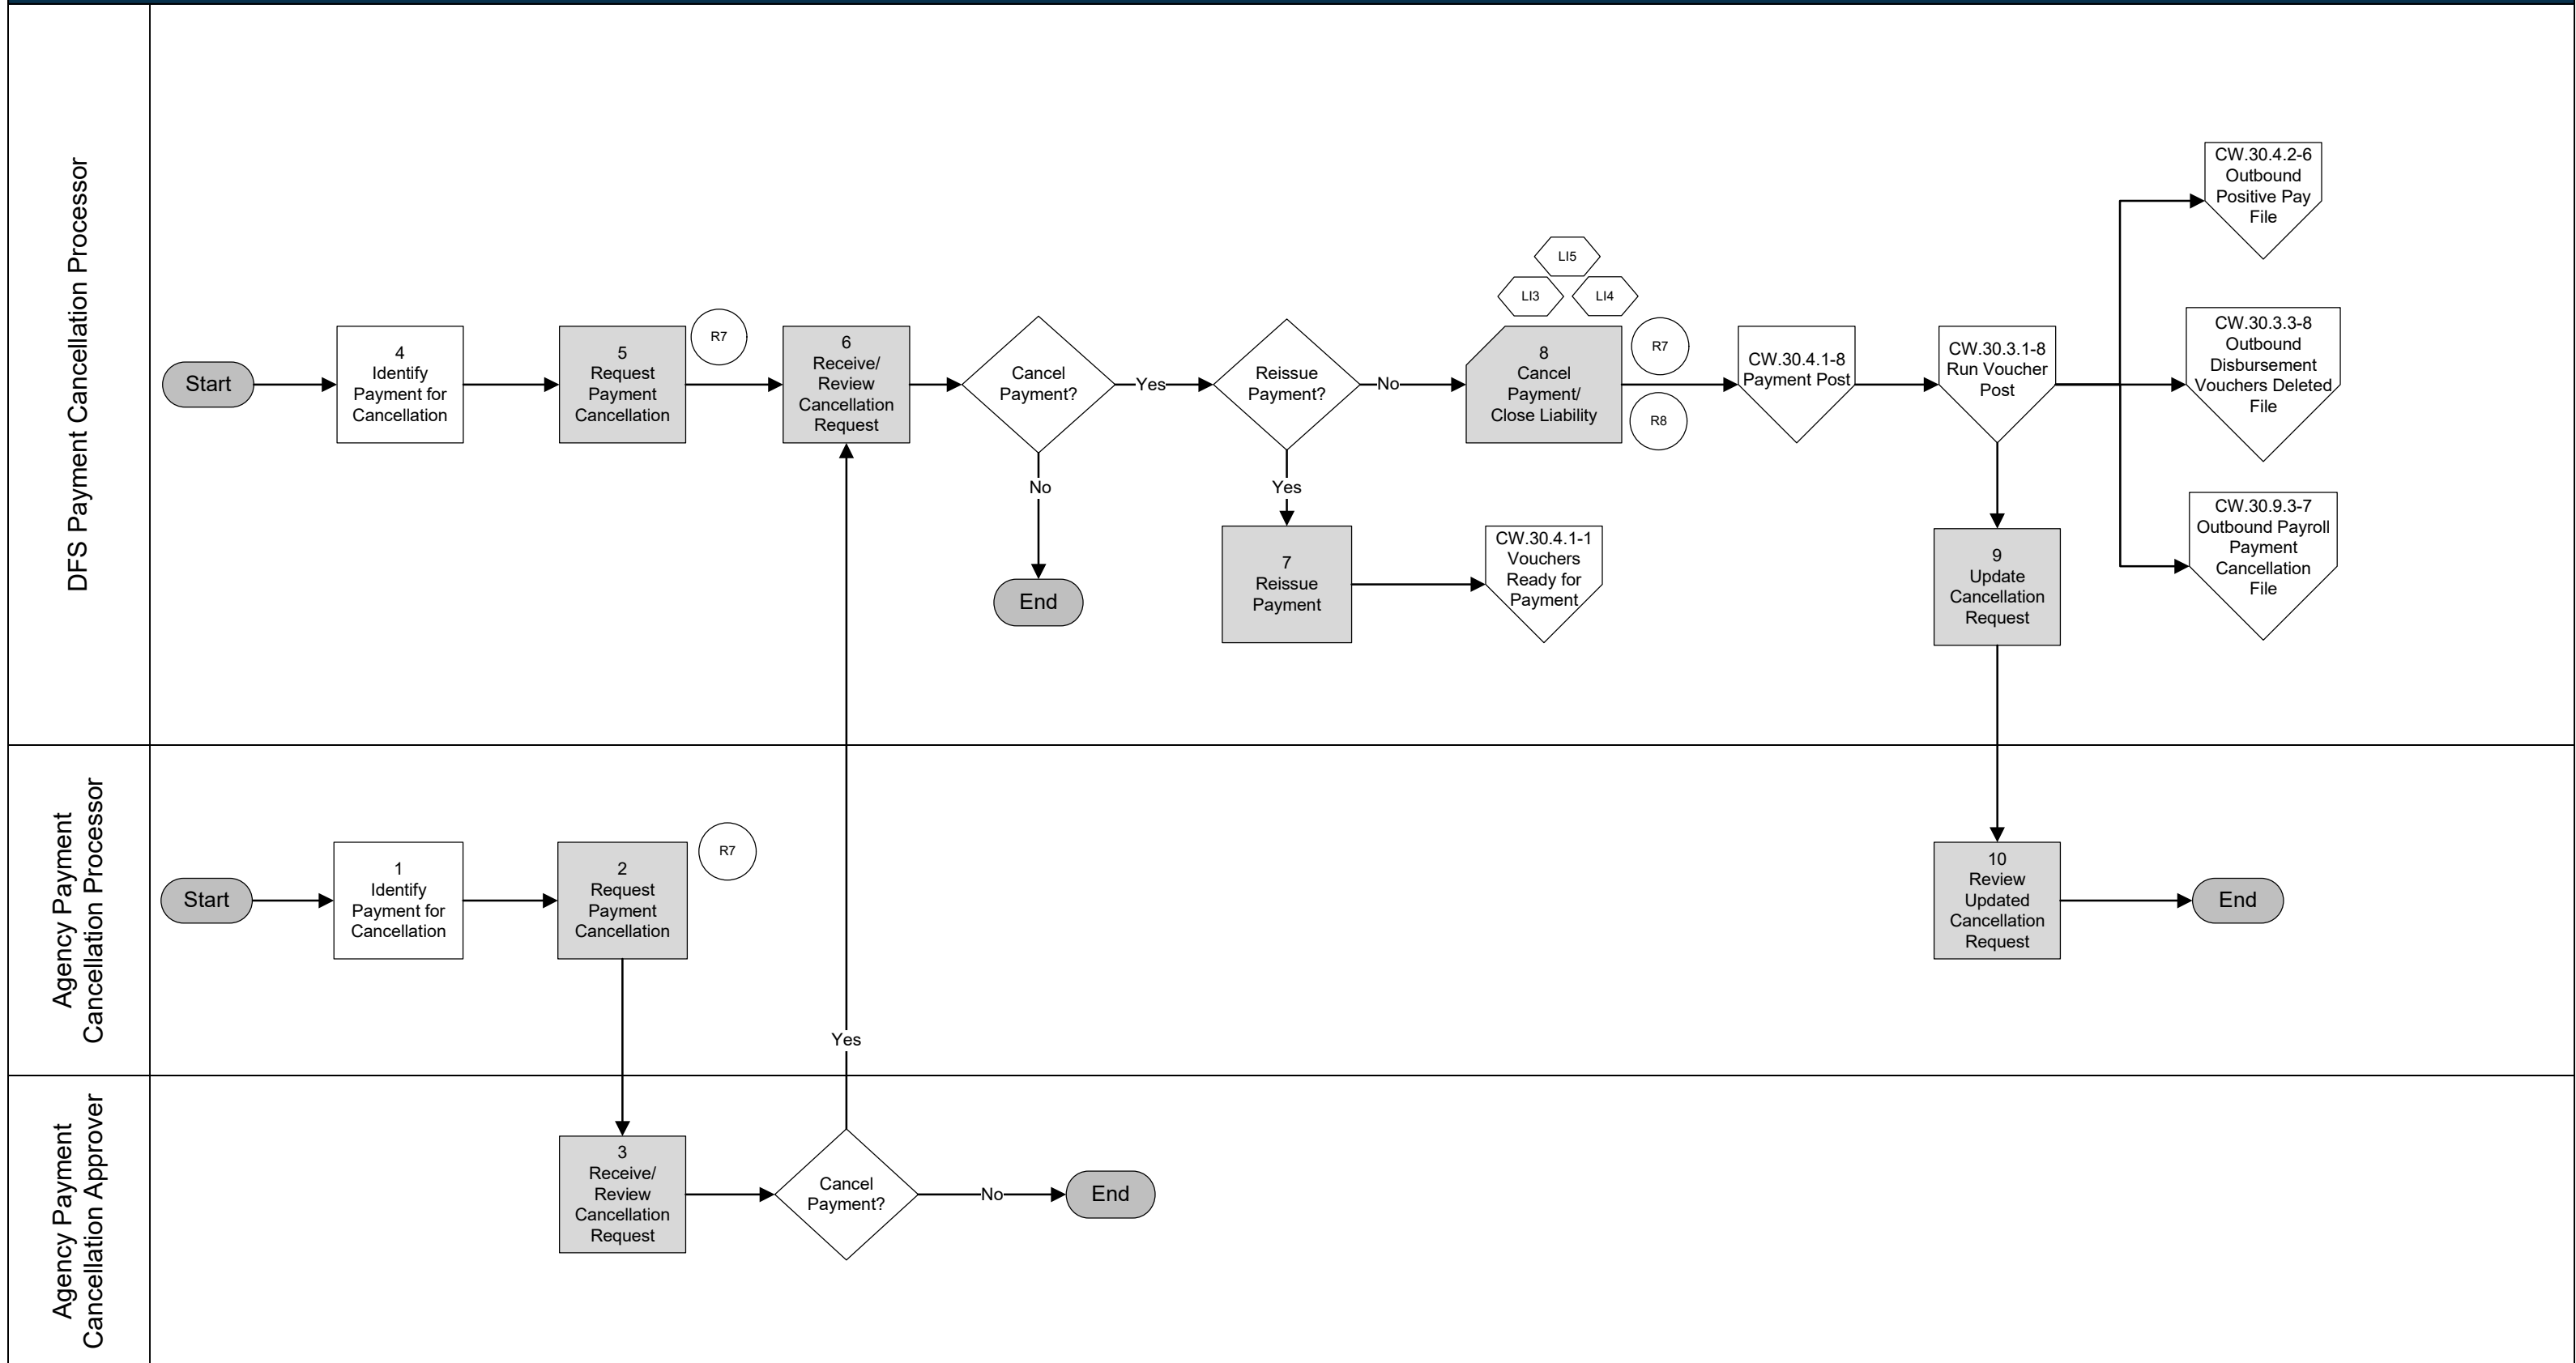 DFS Payment Cancellation Processor
Start
4
Identify
Payment for
Cancellation
5
Request
Payment
Cancellation
R7
6
Receive/
Review
Cancellation
Request
Cancel
Payment?
Yes
No
End
Reissue
Payment?
No
Yes
7
Reissue
Payment
CW.30.4.1-1
Vouchers
Ready for
Payment
LI5
LI3
LI4
8
Cancel
Payment/
Close Liability
R7
R8
CW.30.4.1-8
Payment Post
CW.30.3.1-8
Run Voucher
Post
CW.30.4.2-6
Outbound
Positive Pay
File
CW.30.3.3-8
Outbound
Disbursement
Vouchers Deleted
File
CW.30.9.3-7
Outbound Payroll
Payment
Cancellation
File
9
Update
Cancellation
Request
Agency Payment
Cancellation Processor
Start
1
Identify
Payment for
Cancellation
2
Request
Payment
Cancellation
R7
Yes
10
Review
Updated
Cancellation
Request
End
Agency Payment
Cancellation Approver
3
Receive/
Review
Cancellation
Request
Cancel
Payment?
No
End